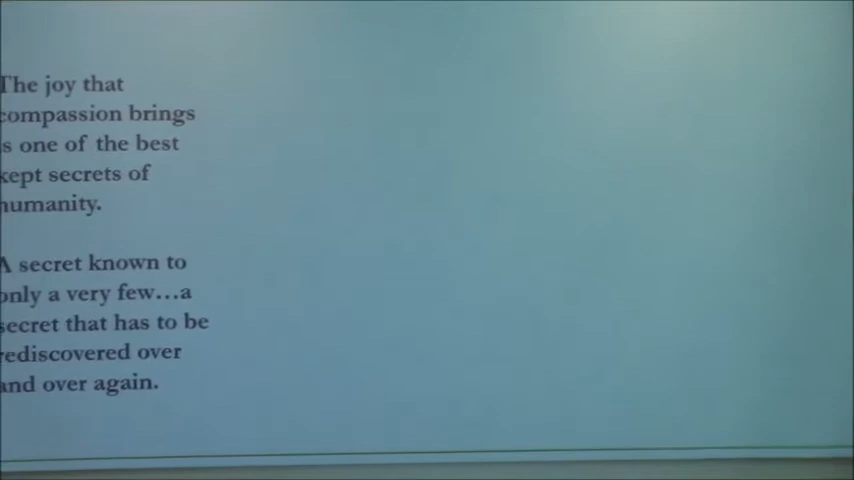 The joy that
compassion brings
is one of the best
kept secrets of
humanity.
A secret known to
only a very few...a
secret that has to be
rediscovered over
and over again.